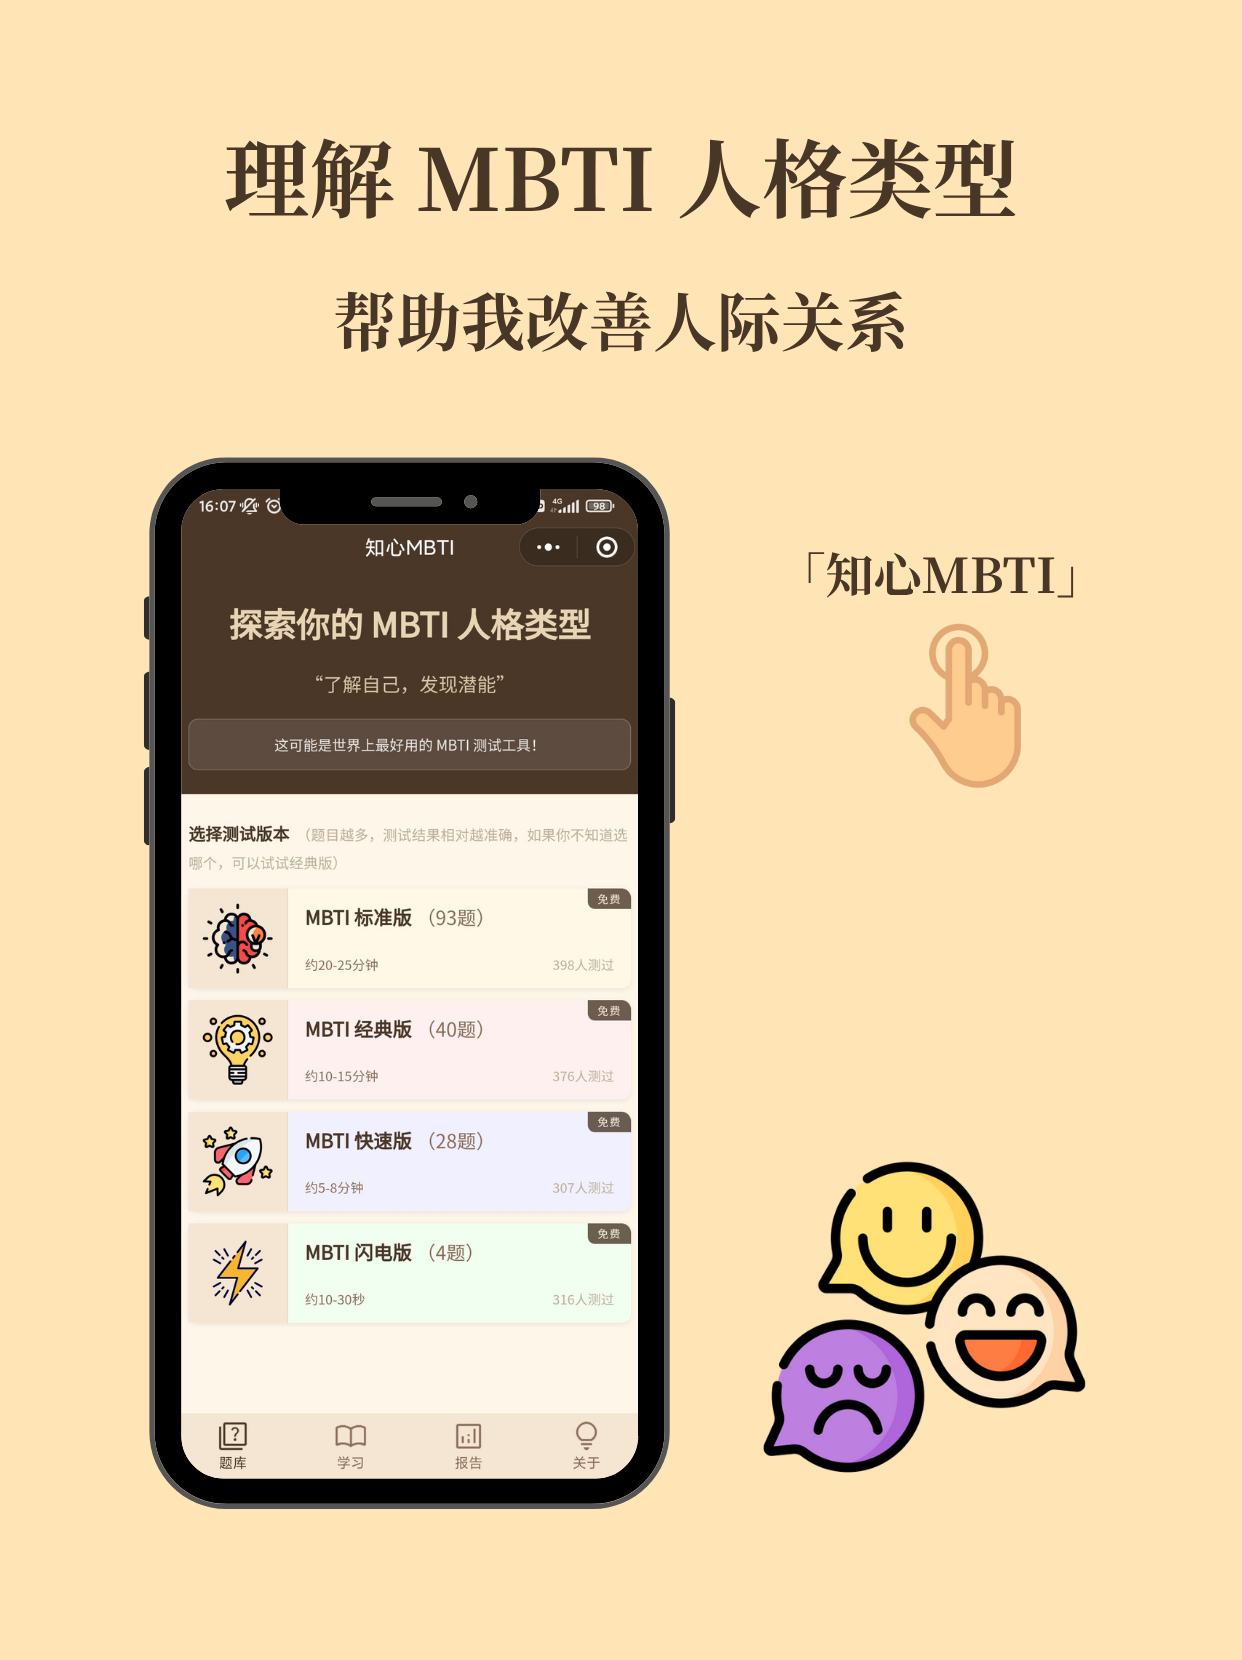 理解 MBTI 人格类型
帮助我改善人际关系
16:07
4G
98
知心MBTI
探索你的 MBTI 人格类型
“了解自己，发现潜能”
这可能是世界上最好用的 MBTI 测试工具！
「知心MBTI」
选择测试版本 （题目越多，测试结果相对越准确，如果你不知道选
哪个，可以试试经典版）
免费
MBTI 标准版 （93题）
约20-25分钟 398人测过
免费
MBTI 经典版 （40题）
约10-15分钟 376人测过
免费
MBTI 快速版 （28题）
约5-8分钟 307人测过
免费
MBTI 闪电版 （4题）
约10-30秒 316人测过
题库 学习 报告 关于